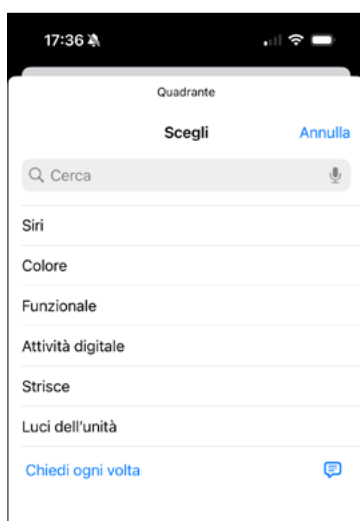 17:36
Quadrante
Scegli
Annulla
Cerca
Siri
Colore
Funzionale
Attività digitale
Strisce
Luci dell'unità
Chiedi ogni volta